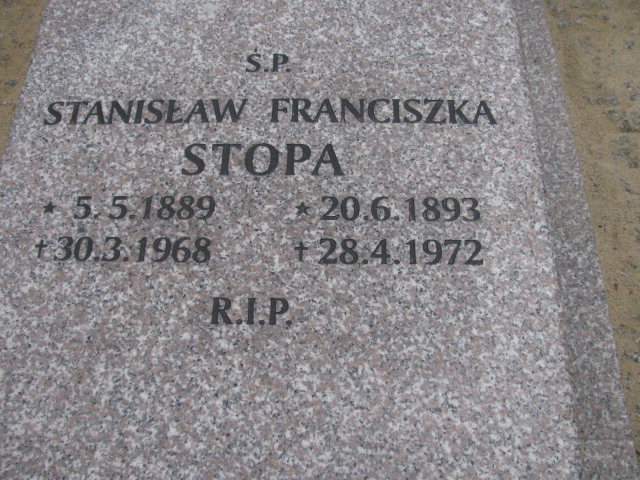 Ś.P.
STANISŁAW FRANCISZKA
STOPA
* 5.5.1889 * 20.6.1893
†30.3.1968 †28.4.1972
R.I.P.